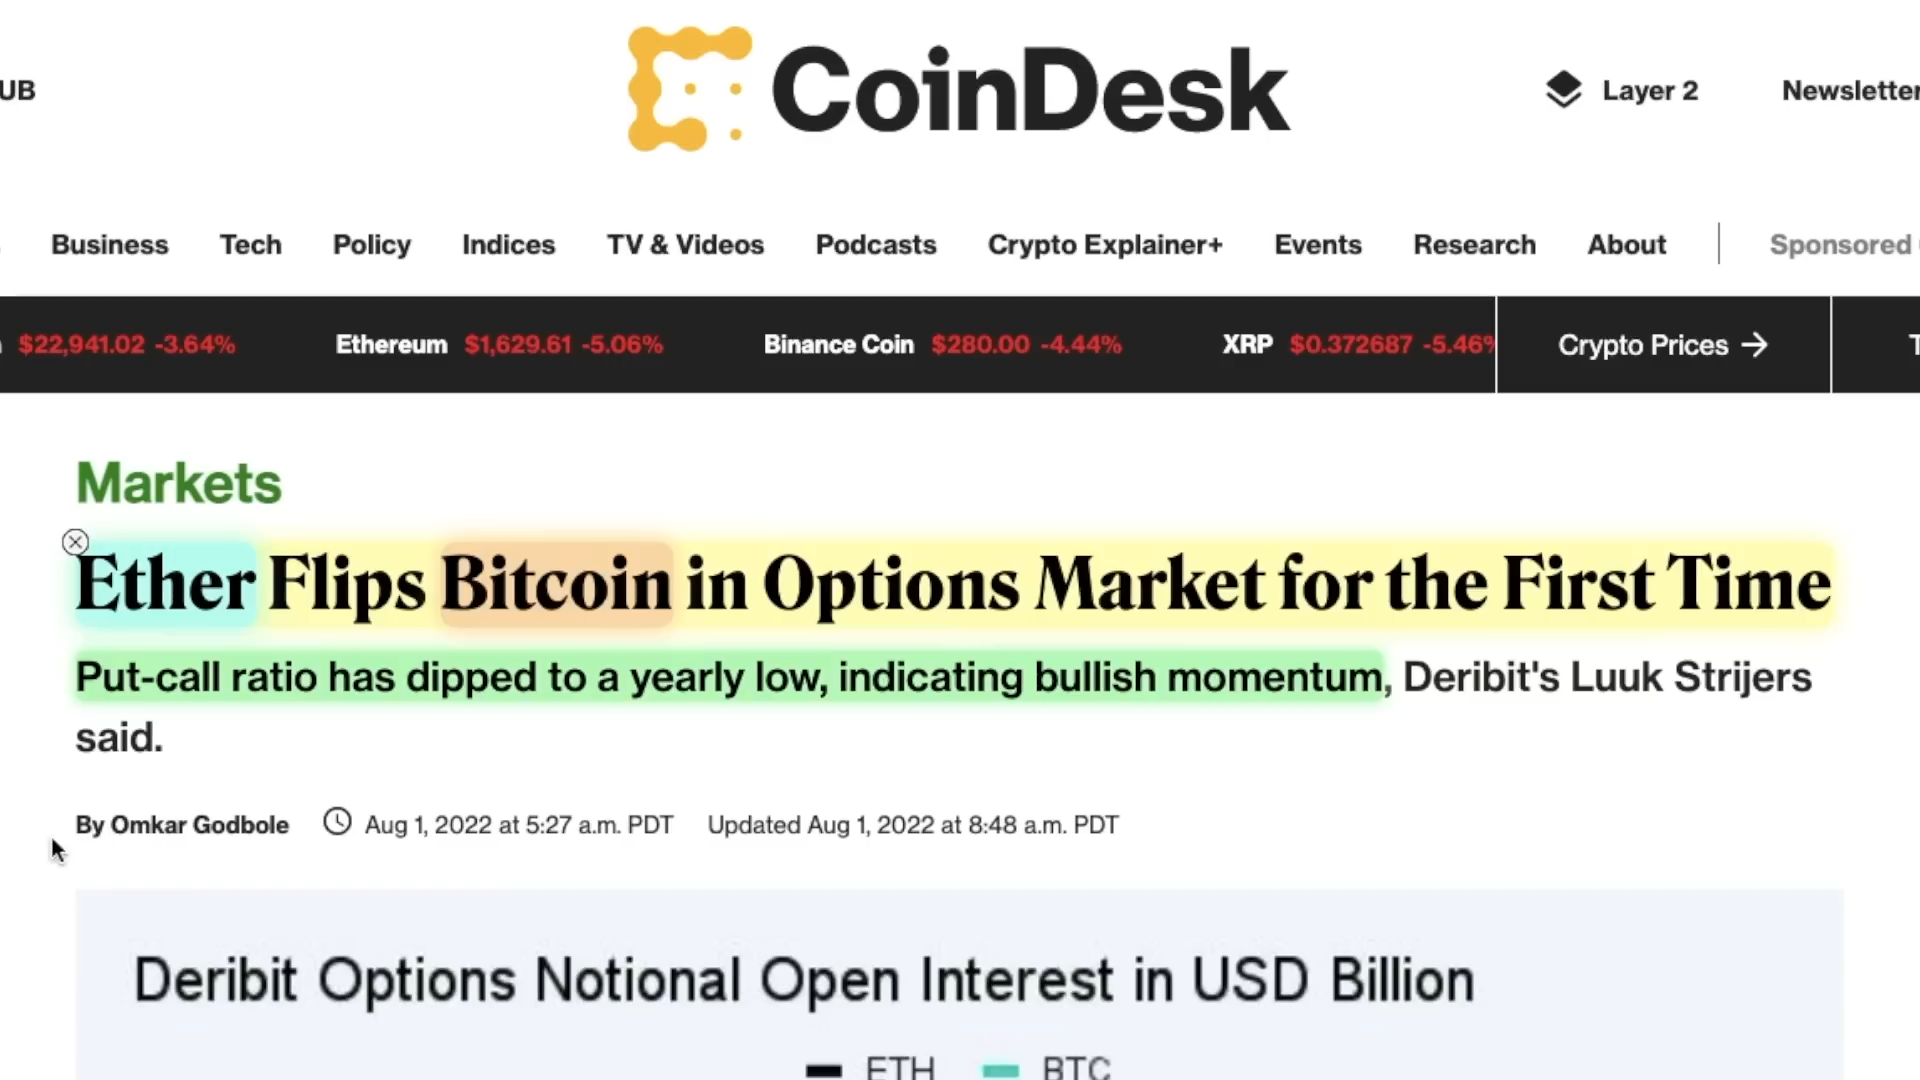 UB
CoinDesk
Layer 2
Newsletter
Business Tech Policy Indices TV & Videos Podcasts Crypto Explainer+ Events Research About Sponsored
$22,941.02 -3.64% Ethereum $1,629.61 -5.06% Binance Coin $280.00 -4.44% XRP $0.372687 -5.46% Crypto Prices →
Markets
Ether Flips Bitcoin in Options Market for the First Time
Put-call ratio has dipped to a yearly low, indicating bullish momentum, Deribit's Luuk Strijers
said.
By Omkar Godbole Aug 1, 2022 at 5:27 a.m. PDT Updated Aug 1, 2022 at 8:48 a.m. PDT
Deribit Options Notional Open Interest in USD Billion
ETH BTC